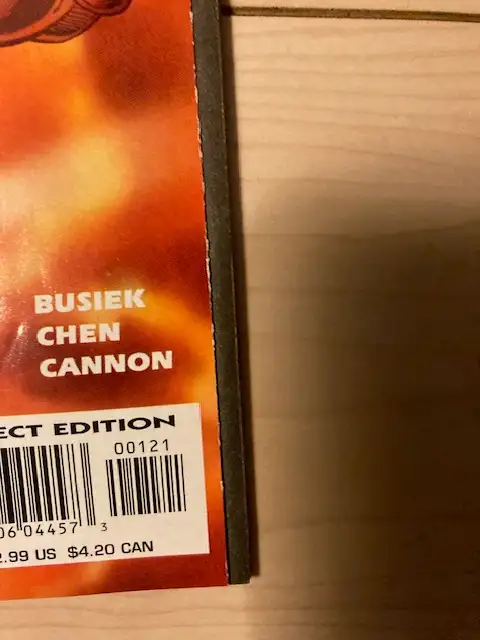 BUSIEK
CHEN
CANNON
ECT EDITION
00121
06 04457 3
2.99 US $4.20 CAN